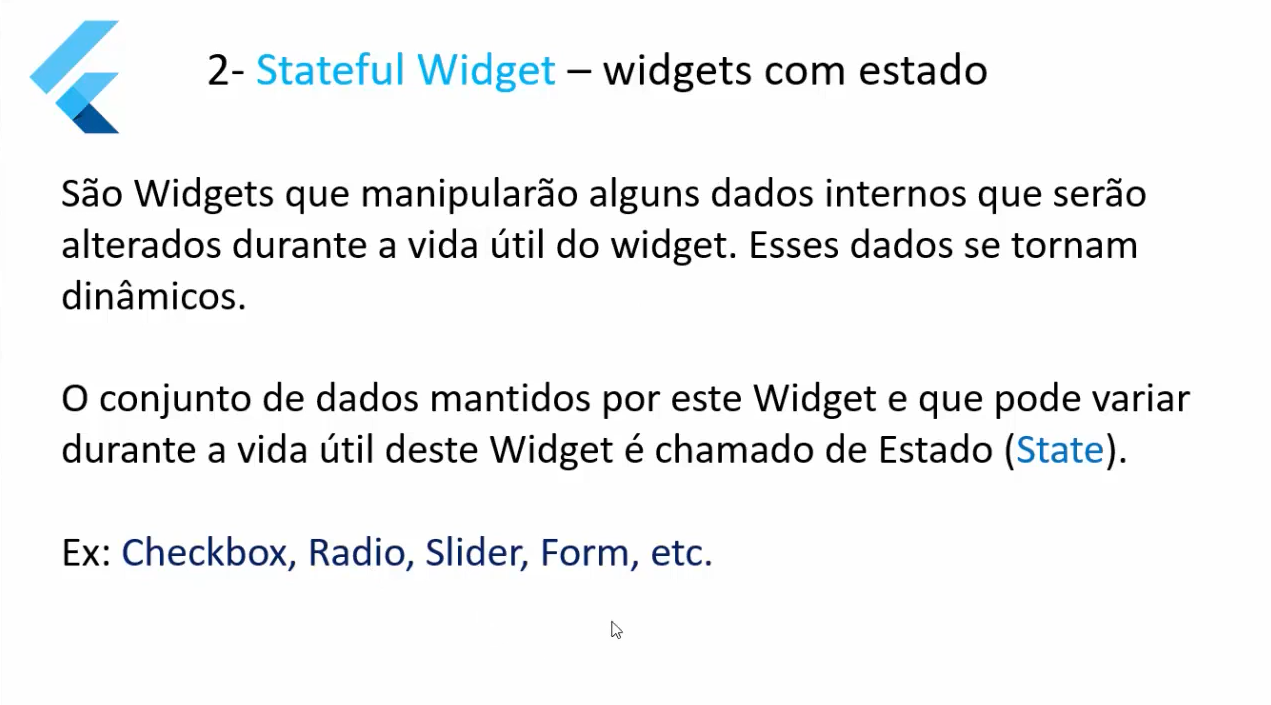 2- Stateful Widget – widgets com estado
São Widgets que manipularão alguns dados internos que serão
alterados durante a vida útil do widget. Esses dados se tornam
dinâmicos.
O conjunto de dados mantidos por este Widget e que pode variar
durante a vida útil deste Widget é chamado de Estado (State).
Ex: Checkbox, Radio, Slider, Form, etc.